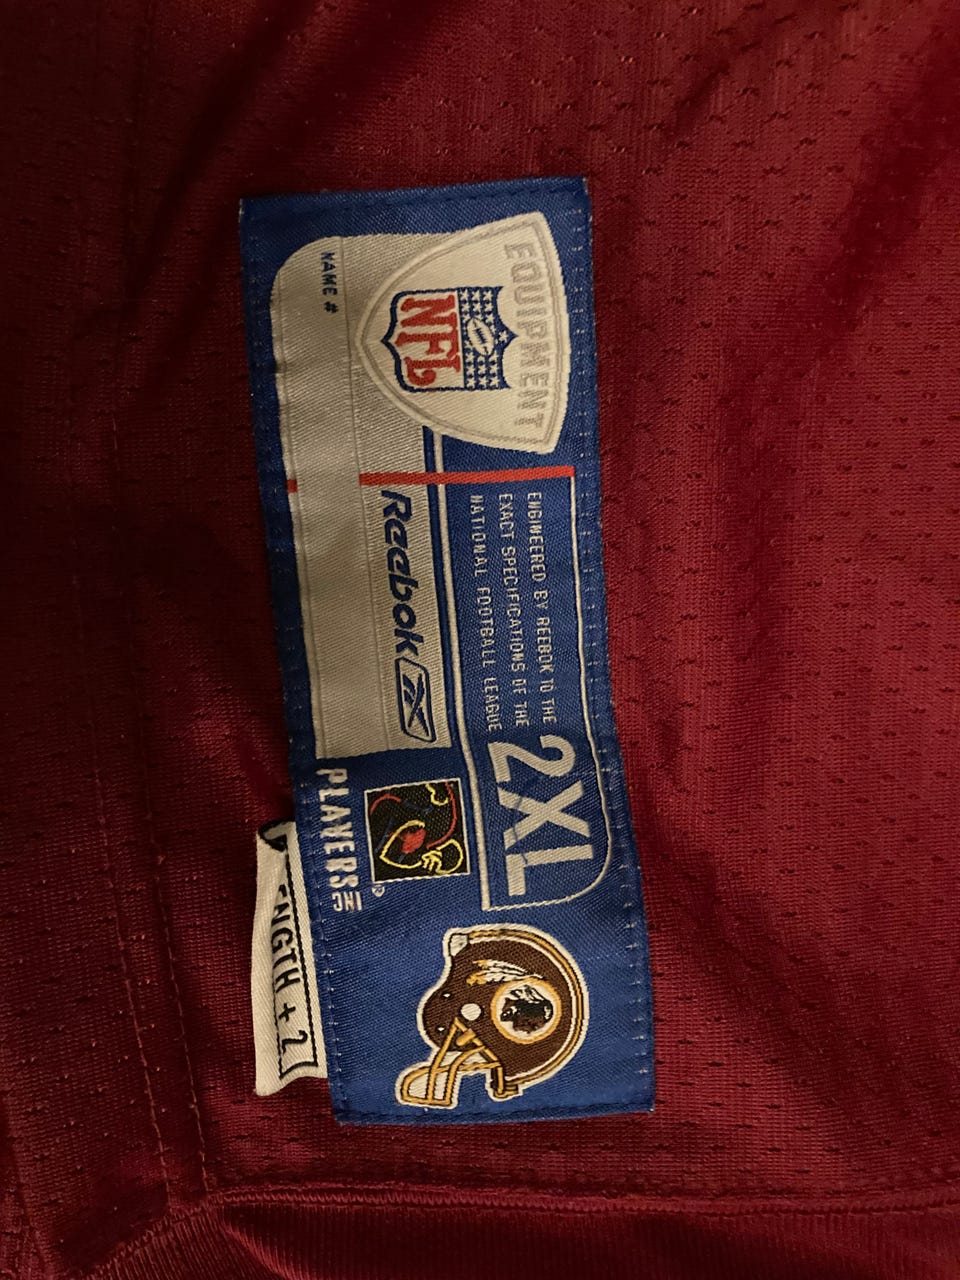 EQUIPMENT
NFL
NAME #
ENGINEERED BY REEBOK TO THE
EXACT SPECIFICATIONS OF THE
NATIONAL FOOTBALL LEAGUE
Reebok
2XL
PLAYERS INC
®
LENGTH + 2